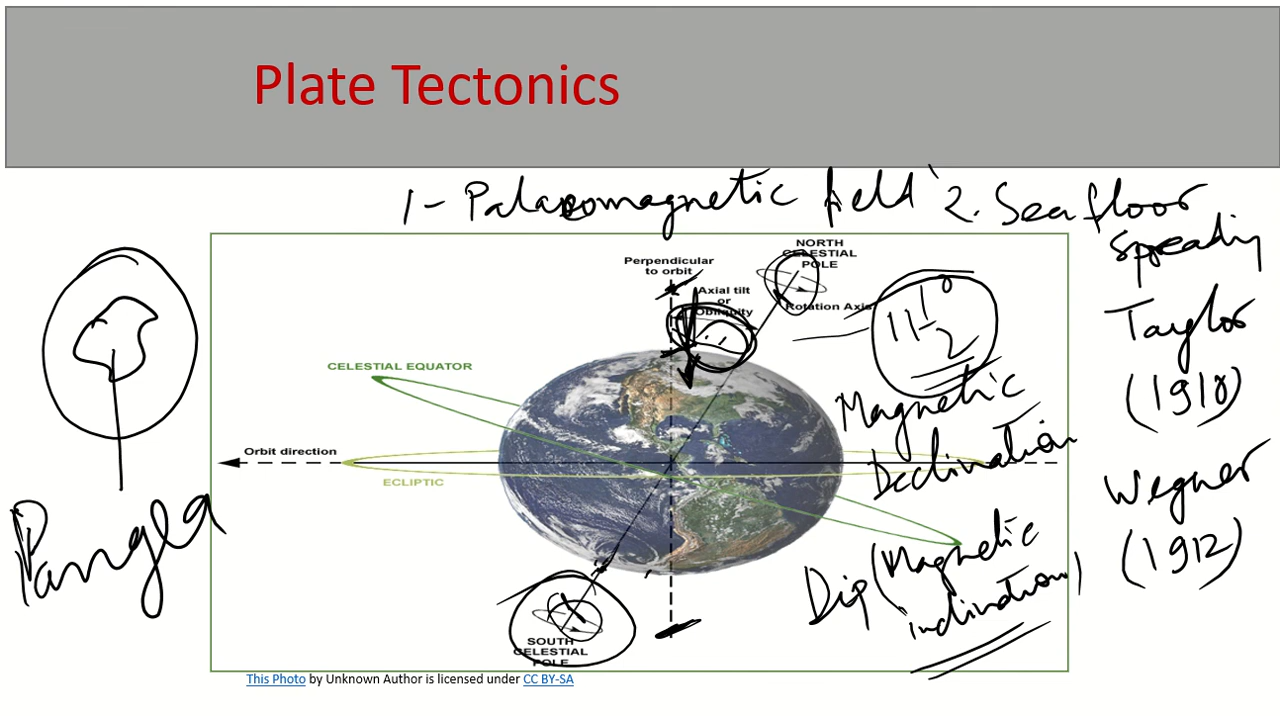 Plate Tectonics
1- Palaeomagnetic field 2. Sea floor
spreading
NORTH
CELESTIAL
POLE
Perpendicular
to orbit
Axial tilt
or
Obliquity
Rotation Axis
11 1/2°
Taylor
(1910)
CELESTIAL EQUATOR
Magnetic
Declination
Orbit direction
ECLIPTIC
Wegner
(1912)
Pangea
Dip (Magnetic
inclination)
SOUTH
CELESTIAL
POLE
This Photo by Unknown Author is licensed under CC BY-SA